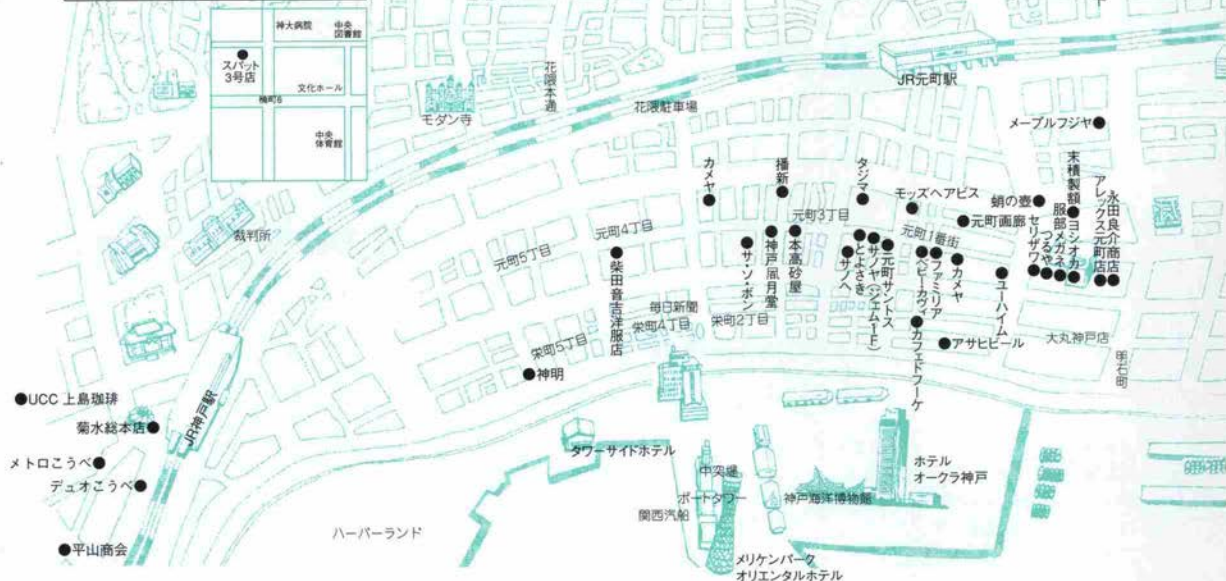 神大病院
中央
図書館
スパット
3号店
文化ホール
楠町6
中央
体育館
モダン寺
花隈本通
花隈駐車場
JR元町駅
メープルフジヤ
カメヤ
播新
タジマ
モッズヘアピス
蛸の壺
末積製額
アレックス元町店
永田良介商店
元町画廊
元町3丁目
元町1番街
セリザワ
つるや
服部メガネ
ヨシオカ
裁判所
元町5丁目
元町4丁目
柴田音吉洋服店
サ・ソ・ボン
神戸風月堂
本高砂屋
サノへ
とよさき
サノヤ(ジェム1F)
元町サントス
ベビーカヴィ
ファミリア
カメヤ
ユーハイム
毎日新聞
栄町5丁目
栄町4丁目
栄町2丁目
カフェドフーケ
アサヒビール
大丸神戸店
明石町
神明
UCC 上島珈琲
菊水総本店
JR神戸駅
メトロこうべ
デュオこうべ
平山商会
ハーバーランド
タワーサイドホテル
中突堤
ポートタワー
関西汽船
神戸海洋博物館
ホテル
オークラ神戸
メリケンパーク
オリエンタルホテル